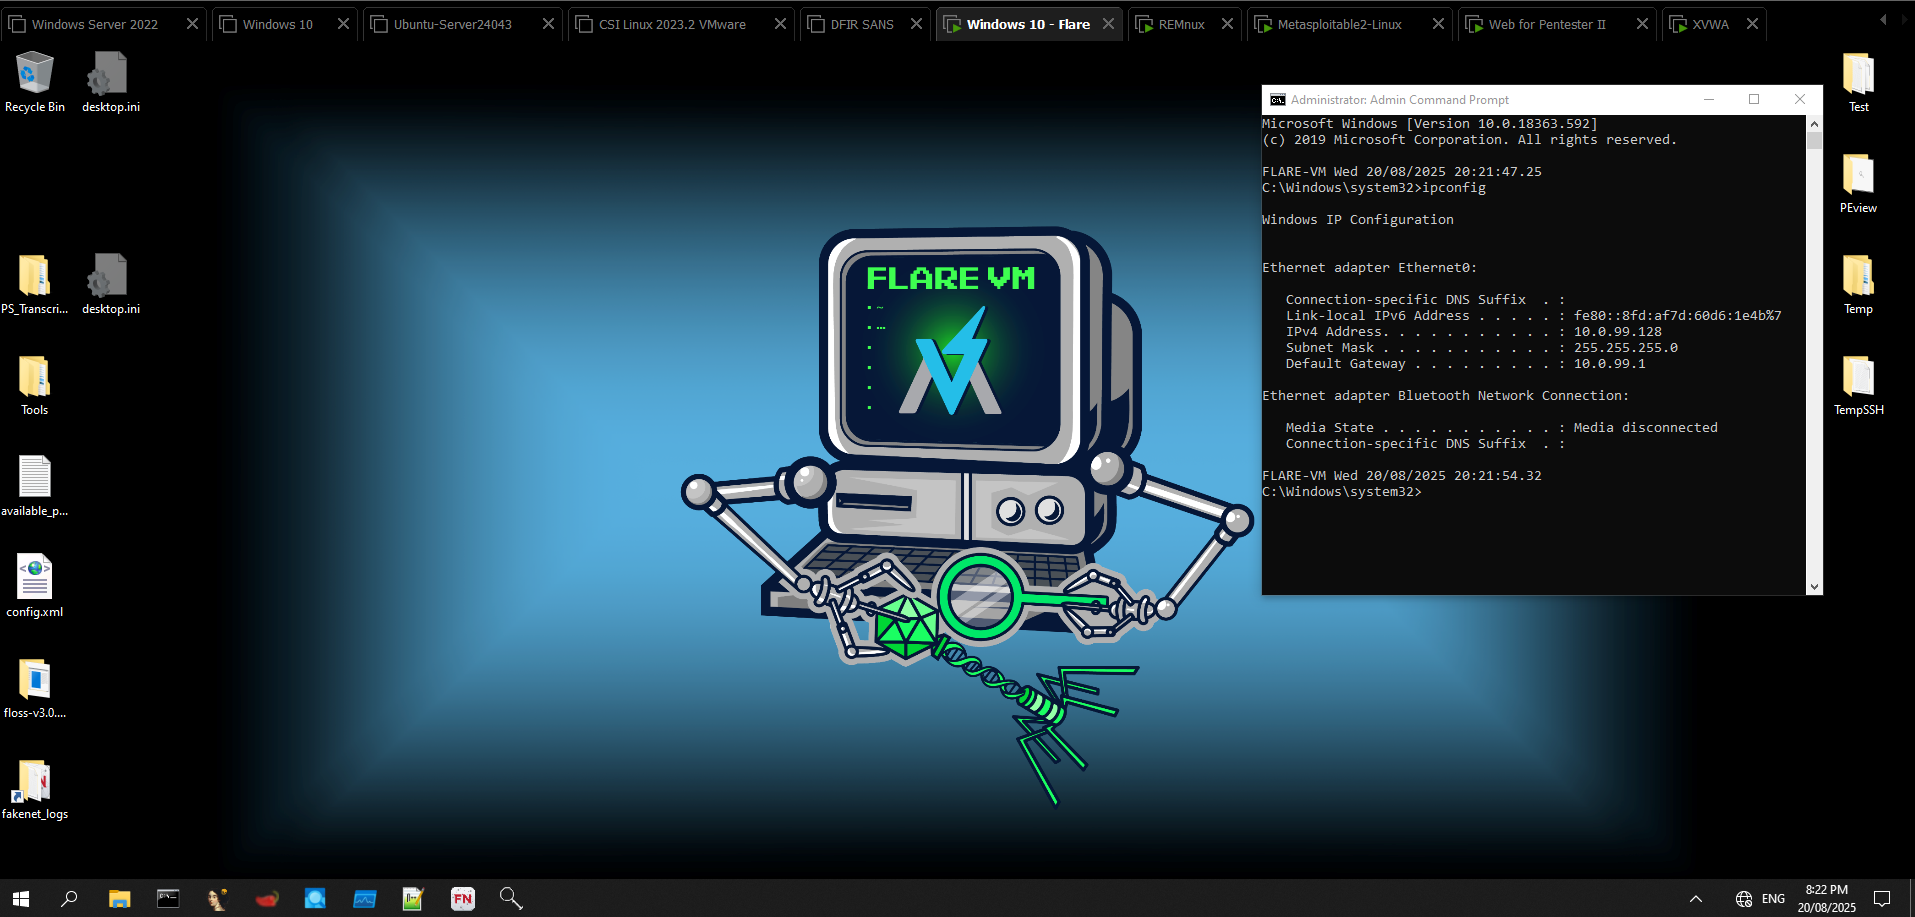 Windows Server 2022
Windows 10
Ubuntu-Server24043
CSI Linux 2023.2 VMware
DFIR SANS
Windows 10 - Flare
REMnux
Metasploitable2-Linux
Web for Pentester II
XVWA
Recycle Bin
desktop.ini
PS_Transcri...
desktop.ini
Tools
available_p...
config.xml
floss-v3.0....
fakenet_logs
FLARE VM
Administrator: Admin Command Prompt
Microsoft Windows [Version 10.0.18363.592]
(c) 2019 Microsoft Corporation. All rights reserved.
FLARE-VM Wed 20/08/2025 20:21:47.25
C:\Windows\system32>ipconfig
Windows IP Configuration
Ethernet adapter Ethernet0:
Connection-specific DNS Suffix  . :
Link-local IPv6 Address . . . . . : fe80::8fd:af7d:60d6:1e4b%7
IPv4 Address. . . . . . . . . . . : 10.0.99.128
Subnet Mask . . . . . . . . . . . : 255.255.255.0
Default Gateway . . . . . . . . . : 10.0.99.1
Ethernet adapter Bluetooth Network Connection:
Media State . . . . . . . . . . . : Media disconnected
Connection-specific DNS Suffix  . :
FLARE-VM Wed 20/08/2025 20:21:54.32
C:\Windows\system32>
Test
PEview
Temp
TempSSH
FN
ENG
8:22 PM
20/08/2025